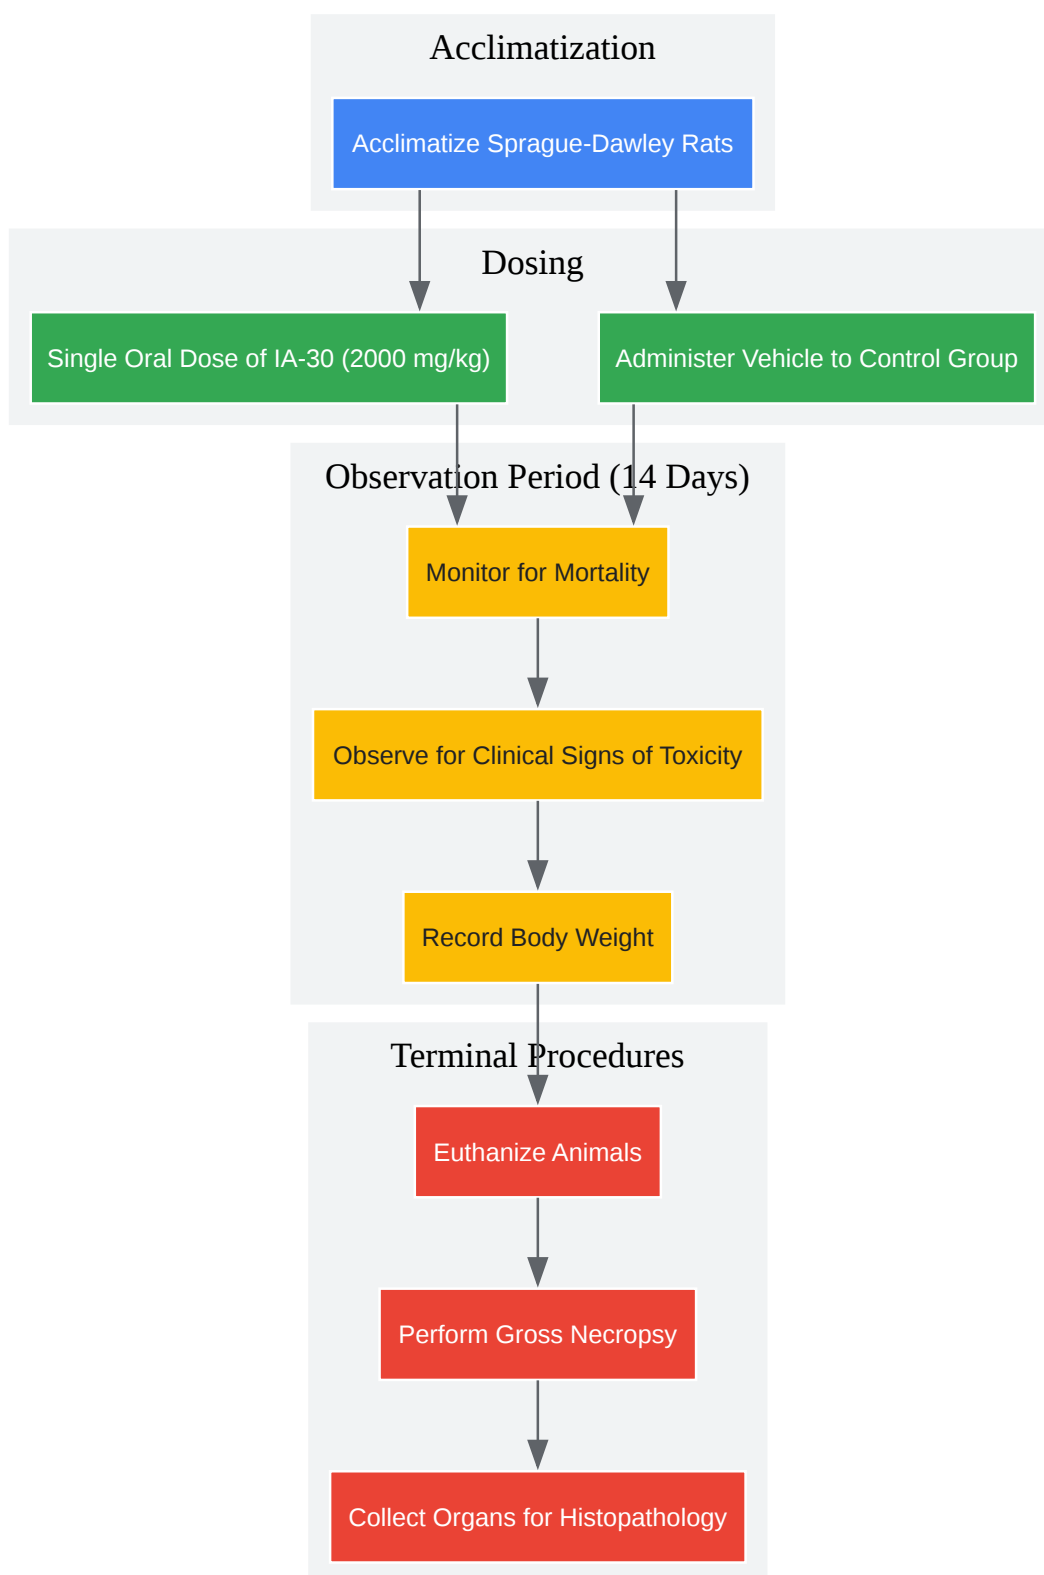 Acclimatization
Acclimatize Sprague-Dawley Rats
Dosing
Single Oral Dose of IA-30 (2000 mg/kg)
Administer Vehicle to Control Group
Observation Period (14 Days)
Monitor for Mortality
Observe for Clinical Signs of Toxicity
Record Body Weight
Terminal Procedures
Euthanize Animals
Perform Gross Necropsy
Collect Organs for Histopathology